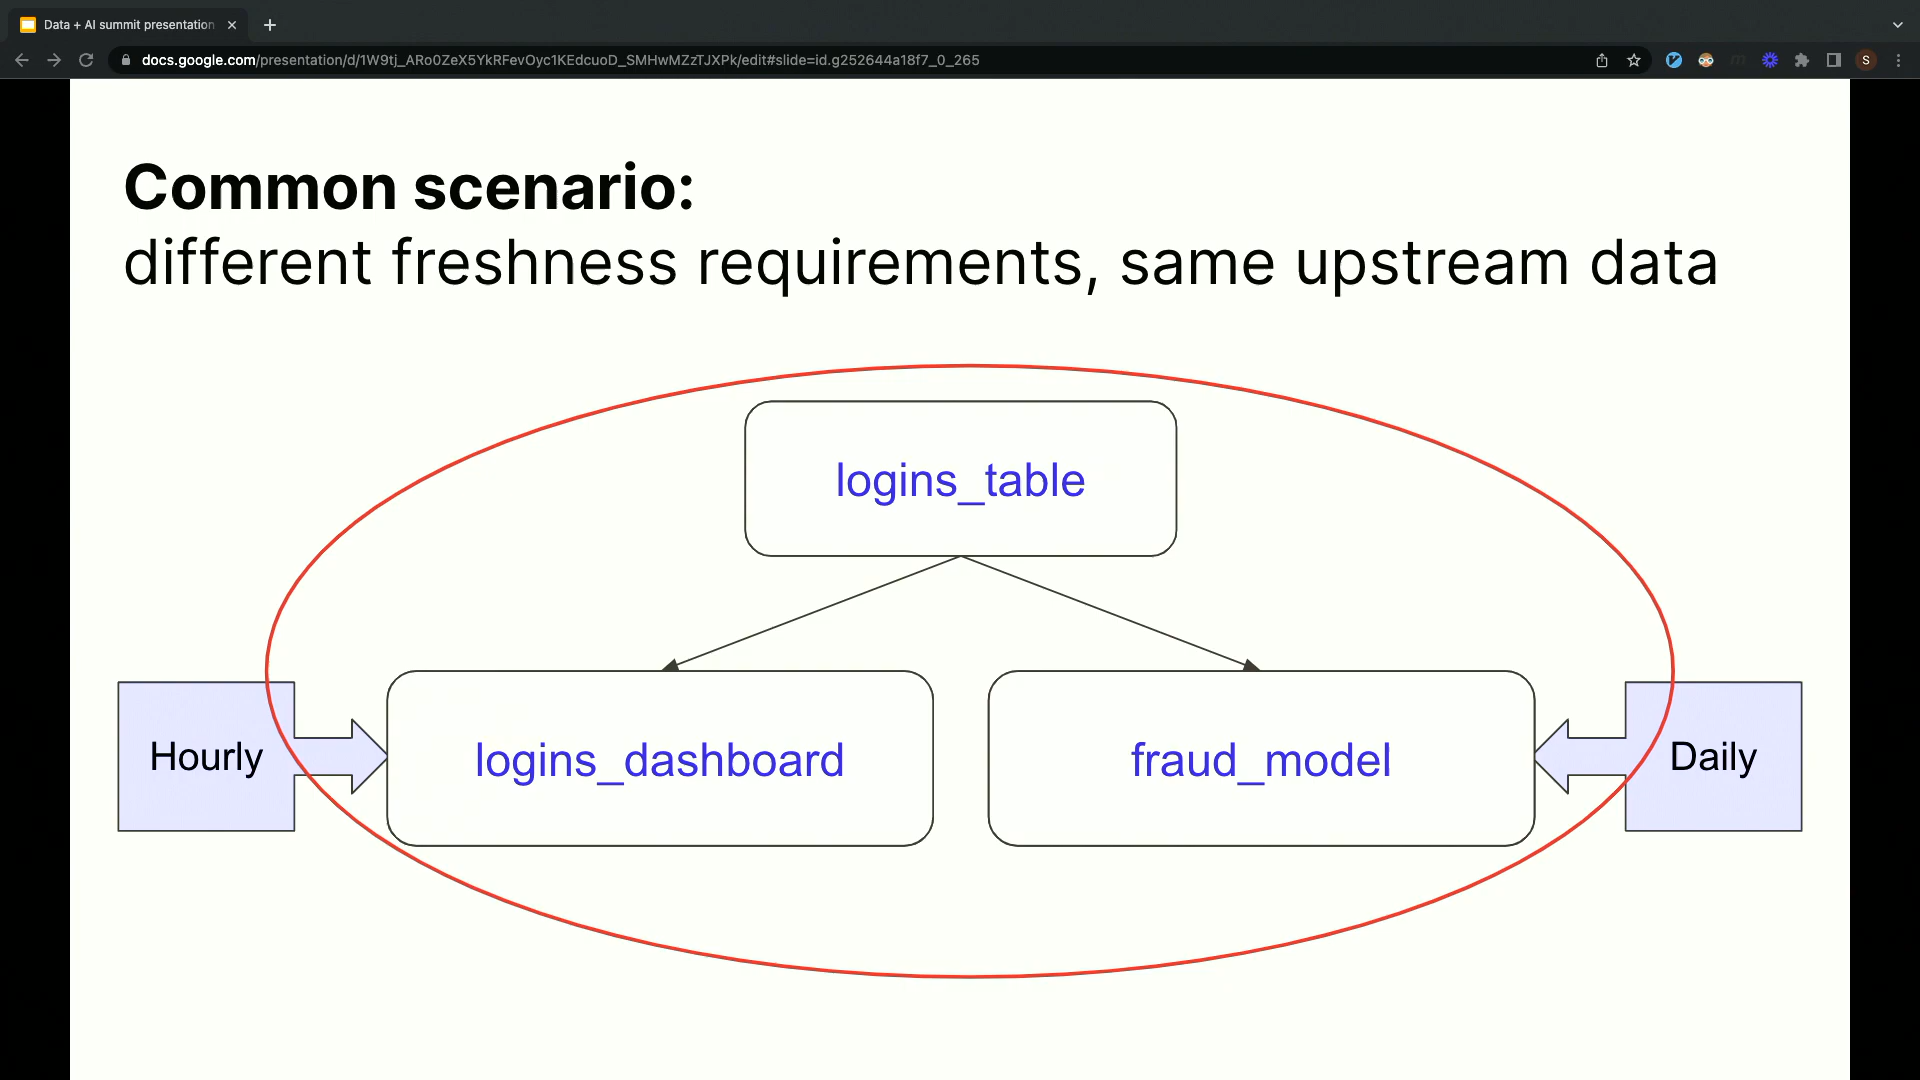 Data + AI summit presentation
docs.google.com/presentation/d/1W9tj_ARo0ZeX5YkRFevOyc1KEdcuoD_SMHwMZzTJXPk/edit#slide=id.g252644a18f7_0_265
S
Common scenario:
different freshness requirements, same upstream data
logins_table
Hourly
logins_dashboard
fraud_model
Daily